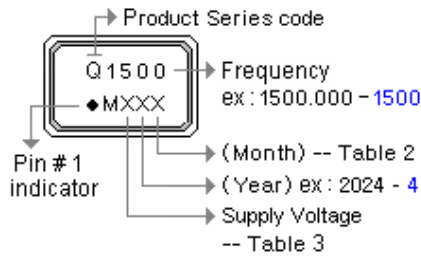 Product Series code
Q1500
Frequency
ex : 1500.000 - 1500
◆MXXX
Pin # 1
indicator
(Month) -- Table 2
(Year) ex : 2024 - 4
Supply Voltage
-- Table 3